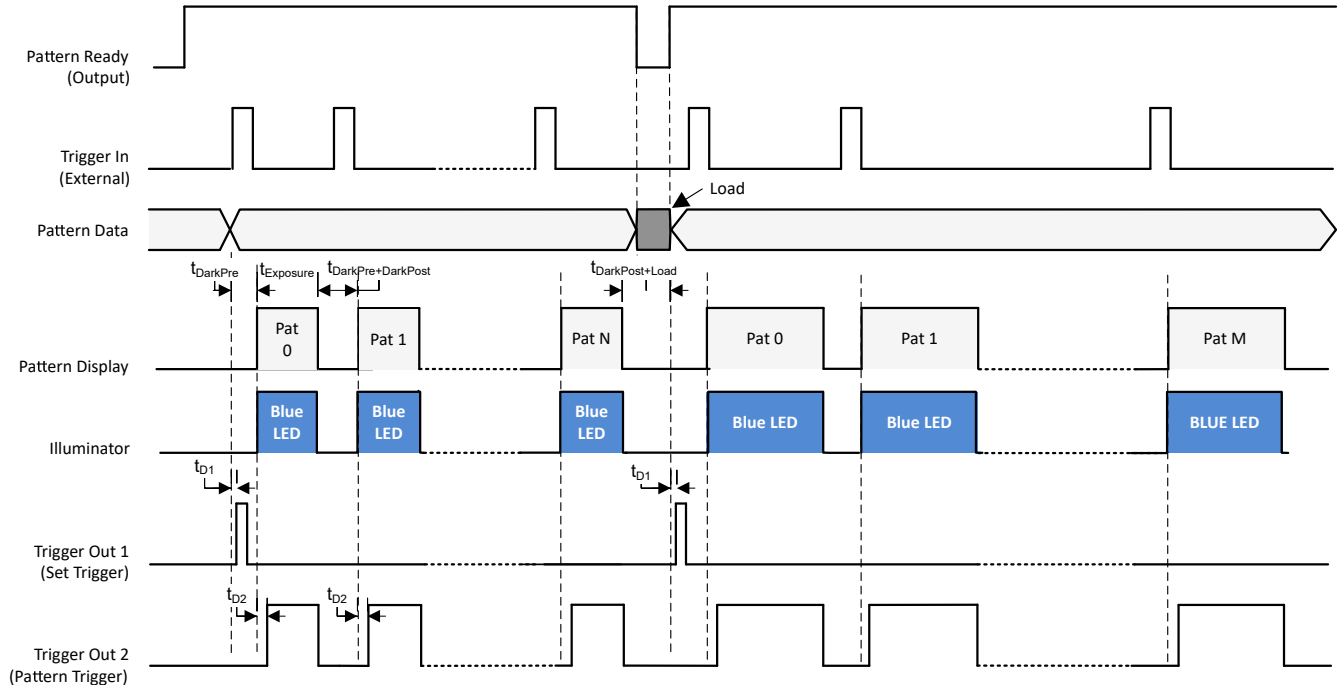 Pattern Ready
(Output)
Trigger In
(External)
Load
Pattern Data
tDarkPre
tExposure
tDarkPre+DarkPost
tDarkPost+Load
Pat
0
Pat 1
Pat N
Pat 0
Pat 1
Pat M
Pattern Display
Blue
LED
Blue
LED
Blue
LED
Blue LED
Blue LED
BLUE LED
Illuminator
tD1
tD1
Trigger Out 1
(Set Trigger)
tD2
tD2
Trigger Out 2
(Pattern Trigger)